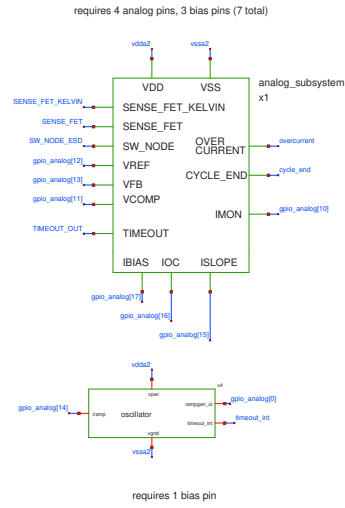 requires 4 analog pins, 3 bias pins (7 total)
vdda2
vssa2
VDD
VSS
analog_subsystem
x1
SENSE_FET_KELVIN
SENSE_FET_KELVIN
SENSE_FET
SENSE_FET
SW_NODE_ESD
SW_NODE
OVER
CURRENT
overcurrent
gpio_analog[12]
VREF
gpio_analog[13]
VFB
CYCLE_END
cycle_end
gpio_analog[11]
VCOMP
IMON
gpio_analog[10]
TIMEOUT_OUT
TIMEOUT
IBIAS
IOC
ISLOPE
gpio_analog[17]
gpio_analog[16]
gpio_analog[15]
vdda2
x4
vpwr
gpio_analog[14]
iramp
oscillator
rampgen_io
gpio_analog[0]
timeout_int
timeout_int
vgnd
vssa2
requires 1 bias pin